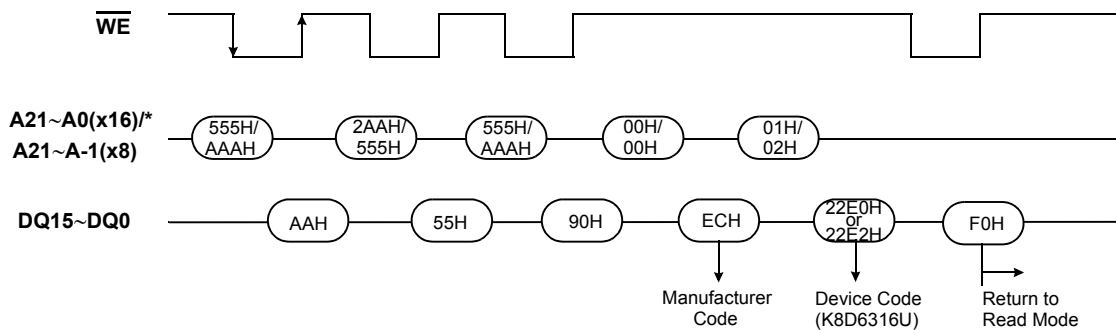 WE
A21~A0(x16)/*
A21~A-1(x8)
555H/
AAAH
2AAH/
555H
555H/
AAAH
00H/
00H
01H/
02H
DQ15~DQ0
AAH
55H
90H
ECH
22E0H
or
22E2H
F0H
Manufacturer
Code
Device Code
(K8D6316U)
Return to
Read Mode